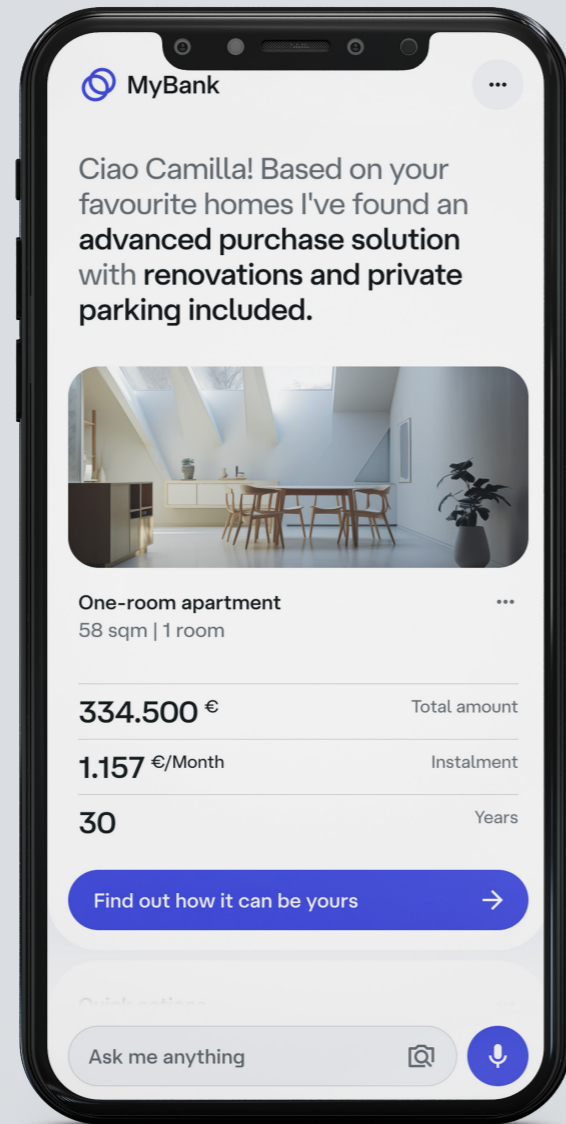 MyBank
Ciao Camilla! Based on your
favourite homes I've found an
advanced purchase solution
with renovations and private
parking included.
One-room apartment
58 sqm | 1 room
334.500 €
Total amount
1.157 €/Month
Instalment
30
Years
Find out how it can be yours
Quick actions
Ask me anything